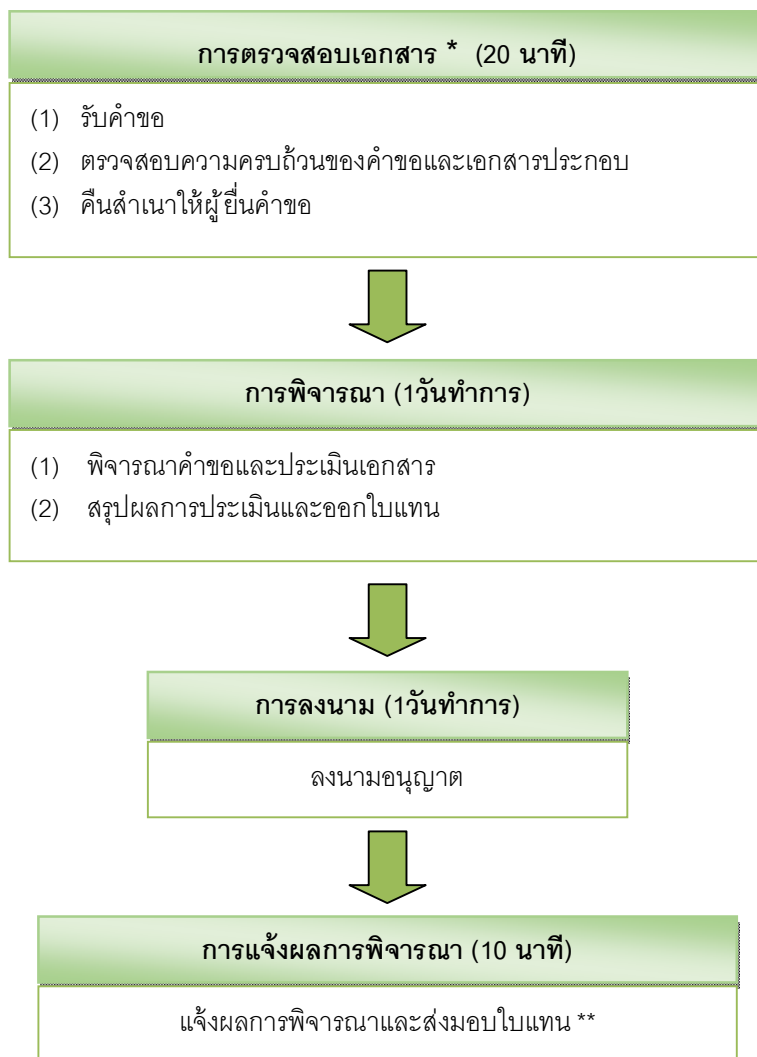 การตรวจสอบเอกสาร * (20 นาที)
(1) รับคำขอ
(2) ตรวจสอบความครบถ้วนของคำขอและเอกสารประกอบ
(3) คืนสำเนาให้ผู้ยื่นคำขอ
การพิจารณา (1วันทำการ)
(1) พิจารณาคำขอและประเมินเอกสาร
(2) สรุปผลการประเมินและออกใบแทน
การลงนาม (1วันทำการ)
ลงนามอนุญาต
การแจ้งผลการพิจารณา (10 นาที)
แจ้งผลการพิจารณาและส่งมอบใบแทน **